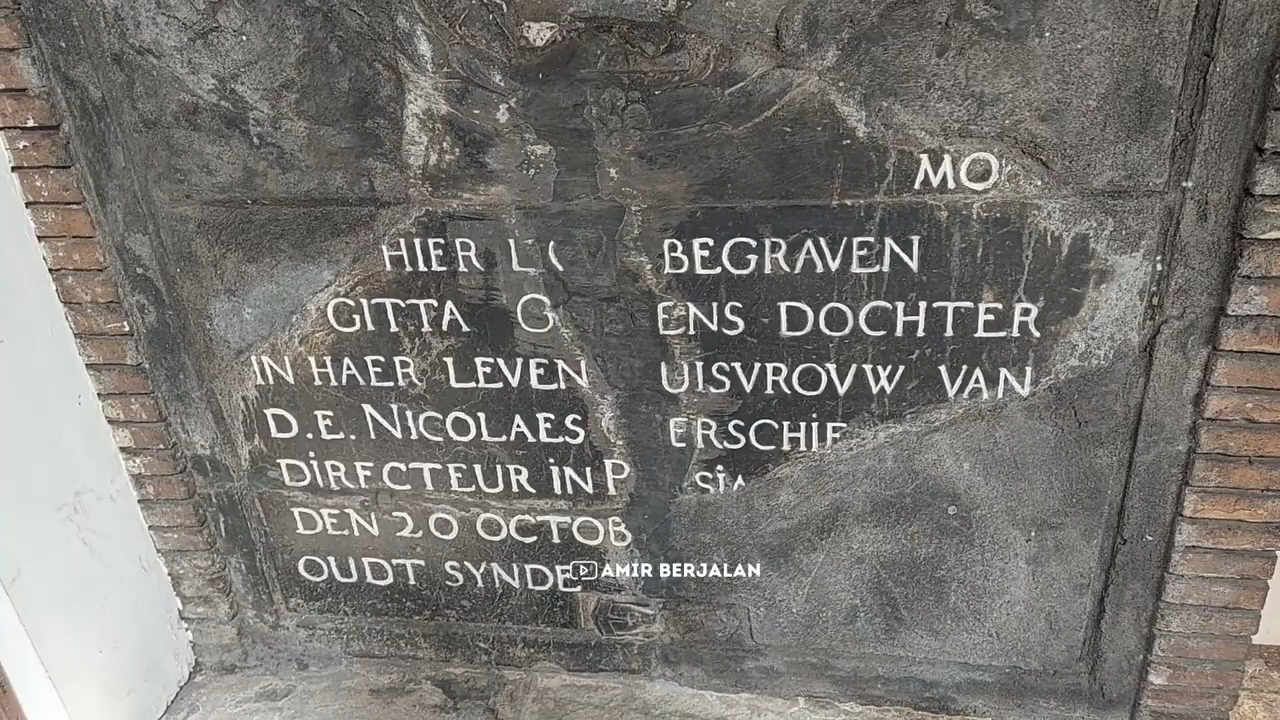 MO
HIER L BEGRAVEN
GITTA G ENS DOCHTER
IN HAER LEVEN UISVROVW VAN
D.E. NICOLAES ERSCHIE
DIRECTEUR IN P SIA
DEN 20 OCTOB
OUDT SYNDE
AMIR BERJALAN